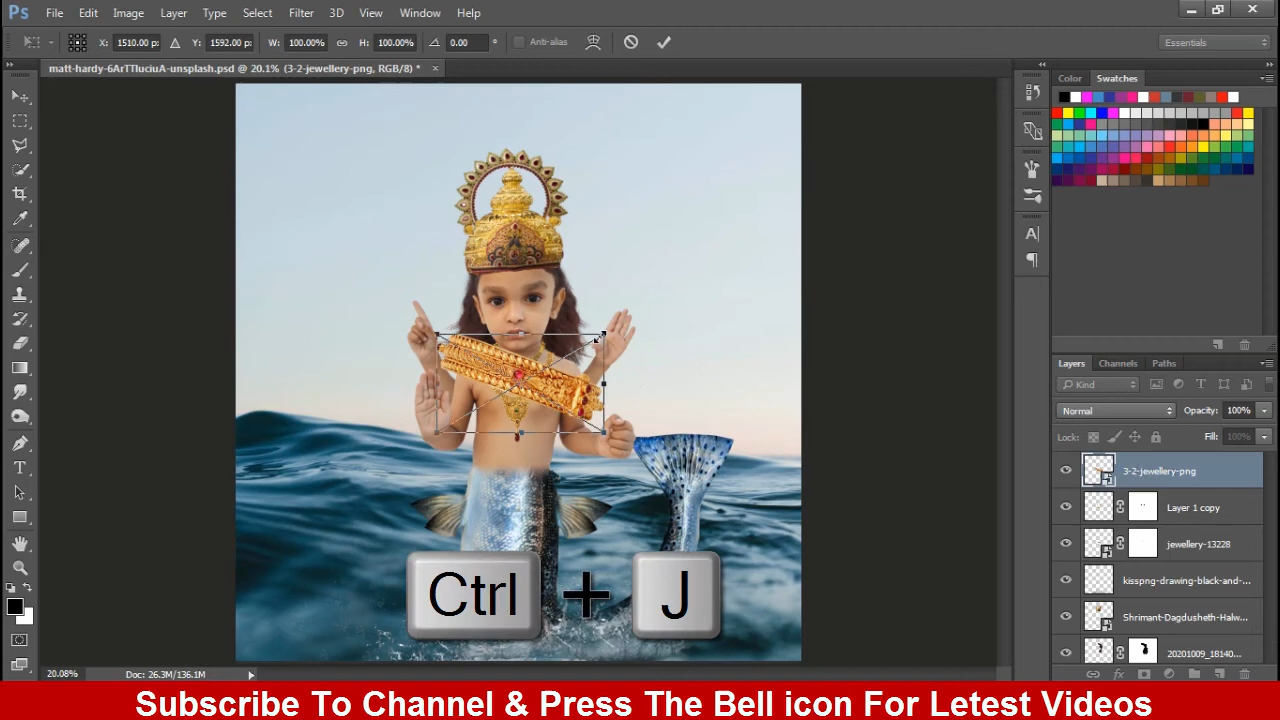 Ps File Edit Image Layer Type Select Filter 3D View Window Help
X: 1510.00 p: Y: 1592.00 p: W: 100.00% H: 100.00% 0.00 ° Anti-alias Essentials
matt-hardy-6ArTTluciuA-unsplash.psd @ 20.1% (3-2-jewellery-png, RGB/8) * ×
Color Swatches
Layers Channels Paths
Kind
Normal Opacity: 100%
Lock: Fill: 100%
3-2-jewellery-png
Layer 1 copy
jewellery-13228
kisspng-drawing-black-and-...
Shrimant-Dagdusheth-Halw...
20201009_18140...
Ctrl + J
20.08% Doc: 26.3M/136.1M
Subscribe To Channel & Press The Bell icon For Letest Videos